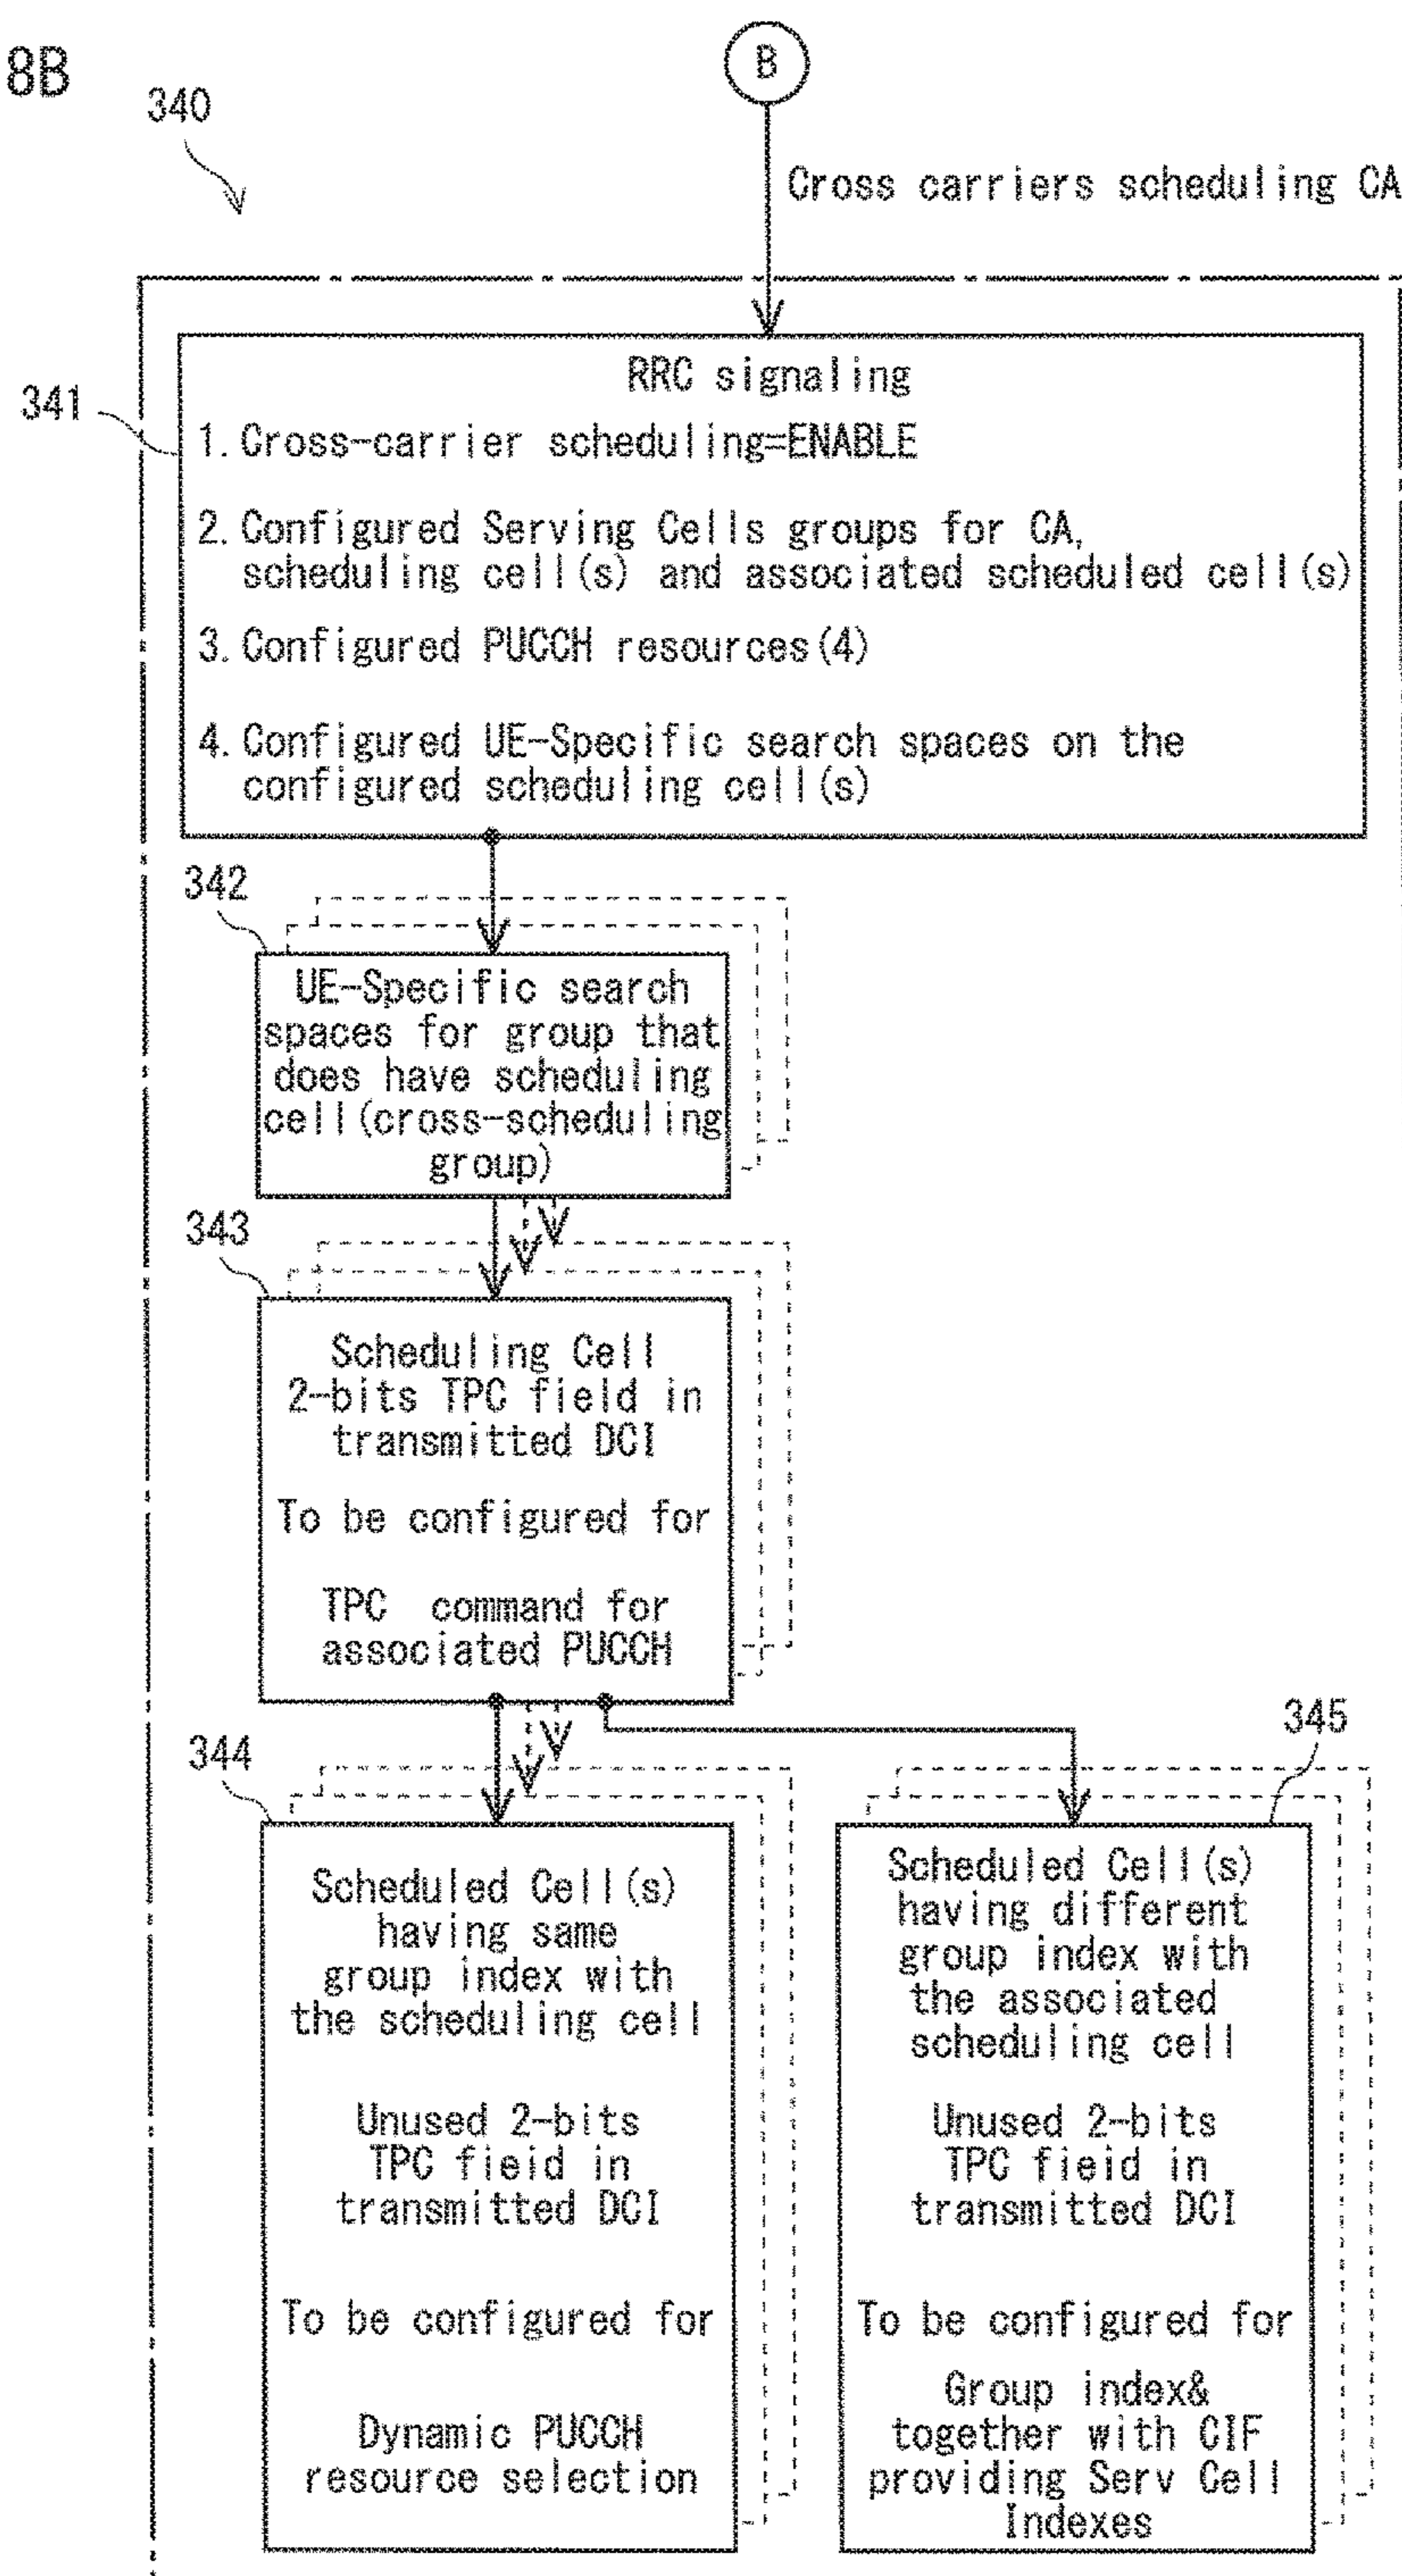 8B
B
340
Cross carriers scheduling CA
341
RRC signaling
1. Cross-carrier scheduling=ENABLE
2. Configured Serving Cells groups for CA,
scheduling cell(s) and associated scheduled cell(s)
3. Configured PUCCH resources(4)
4. Configured UE-Specific search spaces on the
configured scheduling cell(s)
342
UE-Specific search
spaces for group that
does have scheduling
cell(cross-scheduling
group)
343
Scheduling Cell
2-bits TPC field in
transmitted DCI
To be configured for
TPC command for
associated PUCCH
344
Scheduled Cell(s)
having same
group index with
the scheduling cell
Unused 2-bits
TPC fieid in
transmitted DCI
To be configured for
Dynamic PUCCH
resource selection
345
Scheduled Cell(s)
having different
group index with
the associated
scheduling cell
Unused 2-bits
TPC fieid in
transmitted DCI
To be configured for
Group index&
together with CIF
providing Serv Cell
Indexes